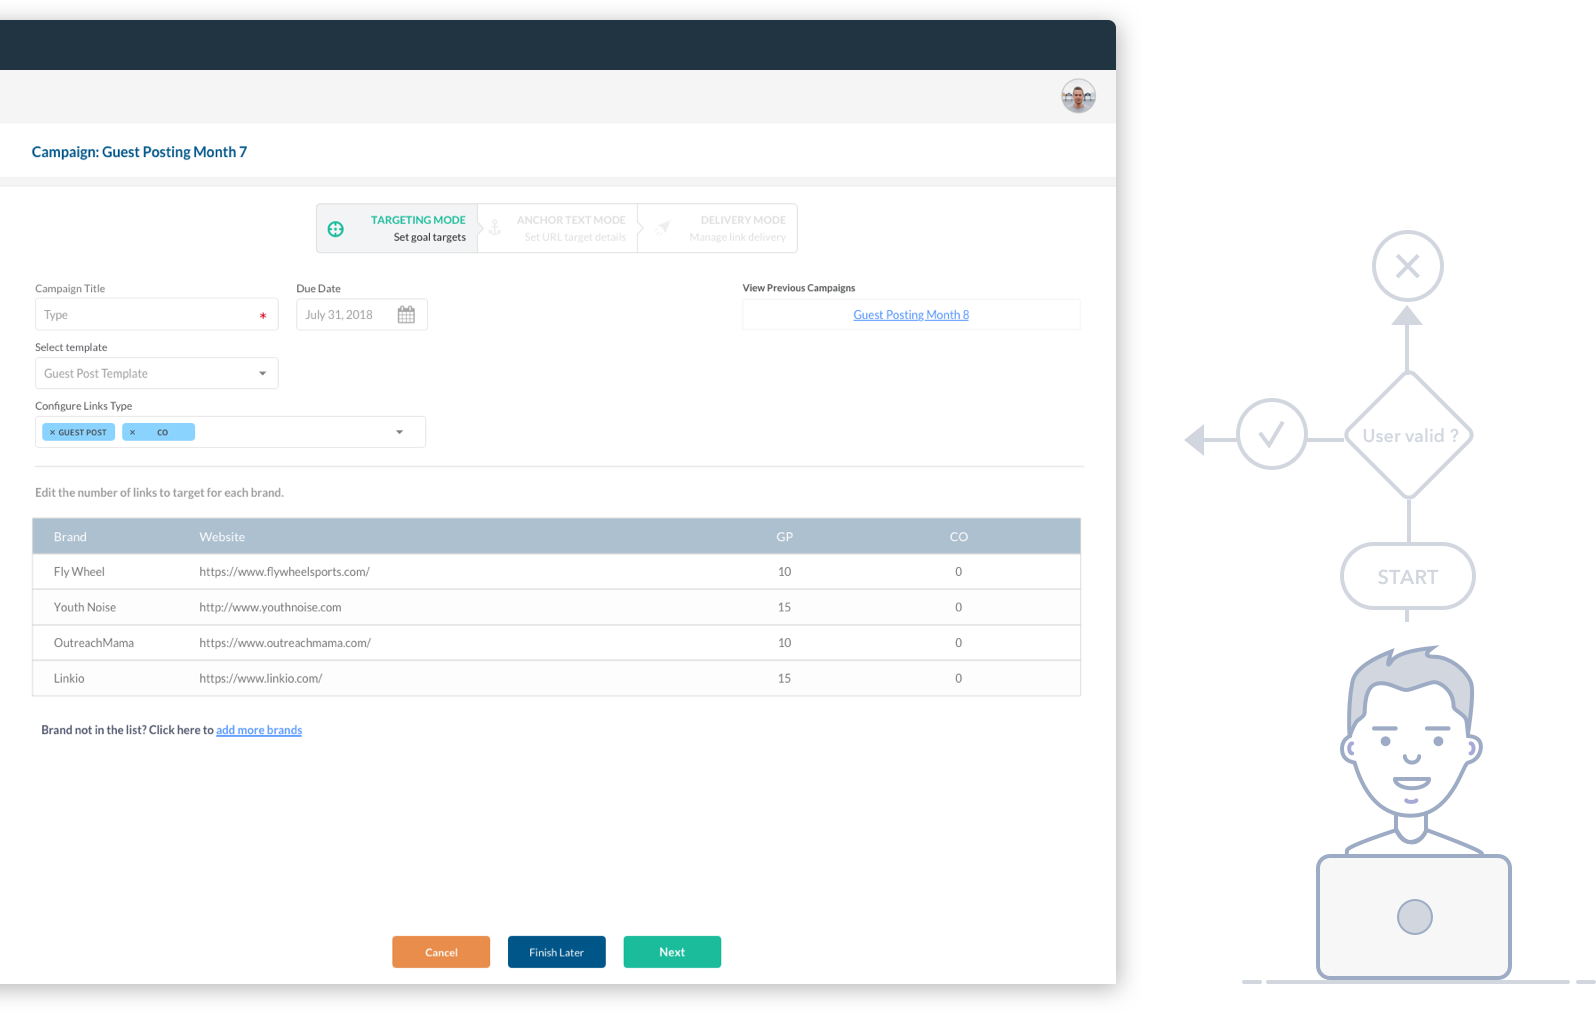 Campaign: Guest Posting Month 7
TARGETING MODE
Set goal targets
ANCHOR TEXT MODE
Set URL target details
DELIVERY MODE
Manage link delivery
Campaign Title
Due Date
View Previous Campaigns
Type *
July 31, 2018
Guest Posting Month 8
Select template
Guest Post Template
Configure Links Type
× GUEST POST × CO
Edit the number of links to target for each brand.
Brand Website GP CO
Fly Wheel https://www.flywheelsports.com/ 10 0
Youth Noise http://www.youthnoise.com 15 0
OutreachMama https://www.outreachmama.com/ 10 0
Linkio https://www.linkio.com/ 15 0
Brand not in the list? Click here to add more brands
Cancel
Finish Later
Next
User valid ?
START